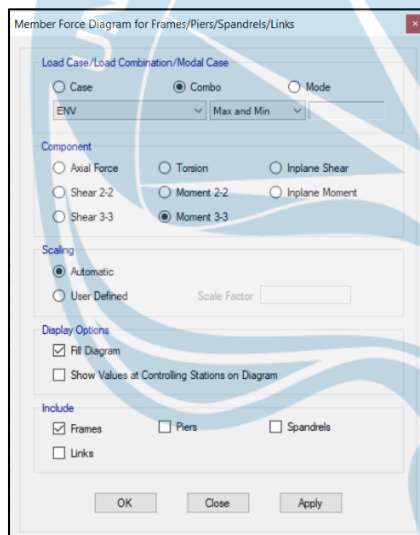 Member Force Diagram for Frames/Piers/Spandrels/Links
Load Case/Load Combination/Modal Case
Case Combo Mode
ENV Max and Min
Component
Axial Force Torsion Inplane Shear
Shear 2-2 Moment 2-2 Inplane Moment
Shear 3-3 Moment 3-3
Scaling
Automatic
User Defined Scale Factor
Display Options
Fill Diagram
Show Values at Controlling Stations on Diagram
Include
Frames Piers Spandrels
Links
OK Close Apply